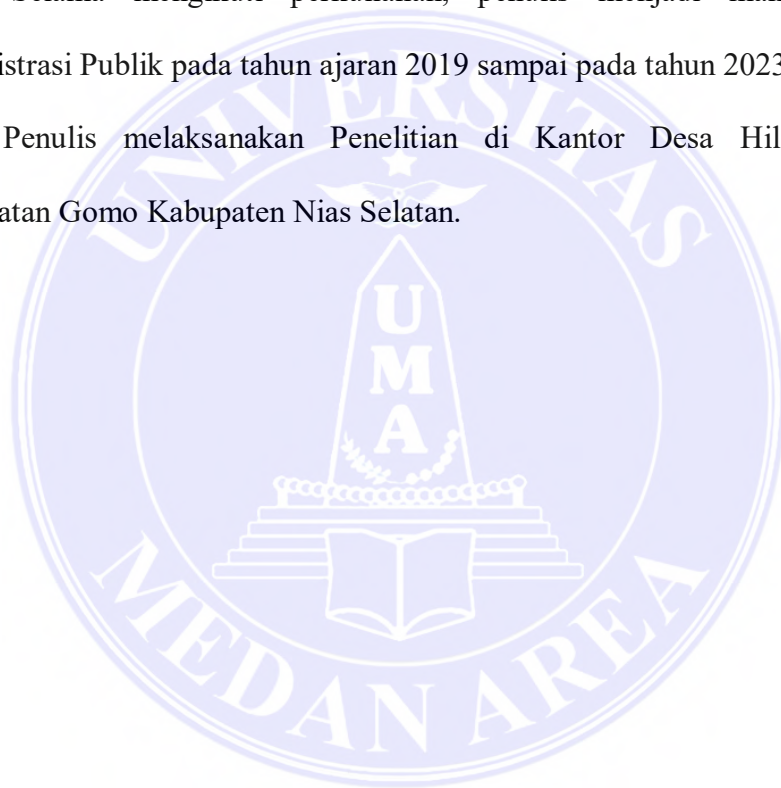 Selama mengikuti perkuliahan, penulis menjadi
istrasi Publik pada tahun ajaran 2019 sampai pada tahun 2023
Penulis melaksanakan Penelitian di Kantor Desa Hil
atan Gomo Kabupaten Nias Selatan.
UNIVERSITAS
UMA
MEDAN AREA